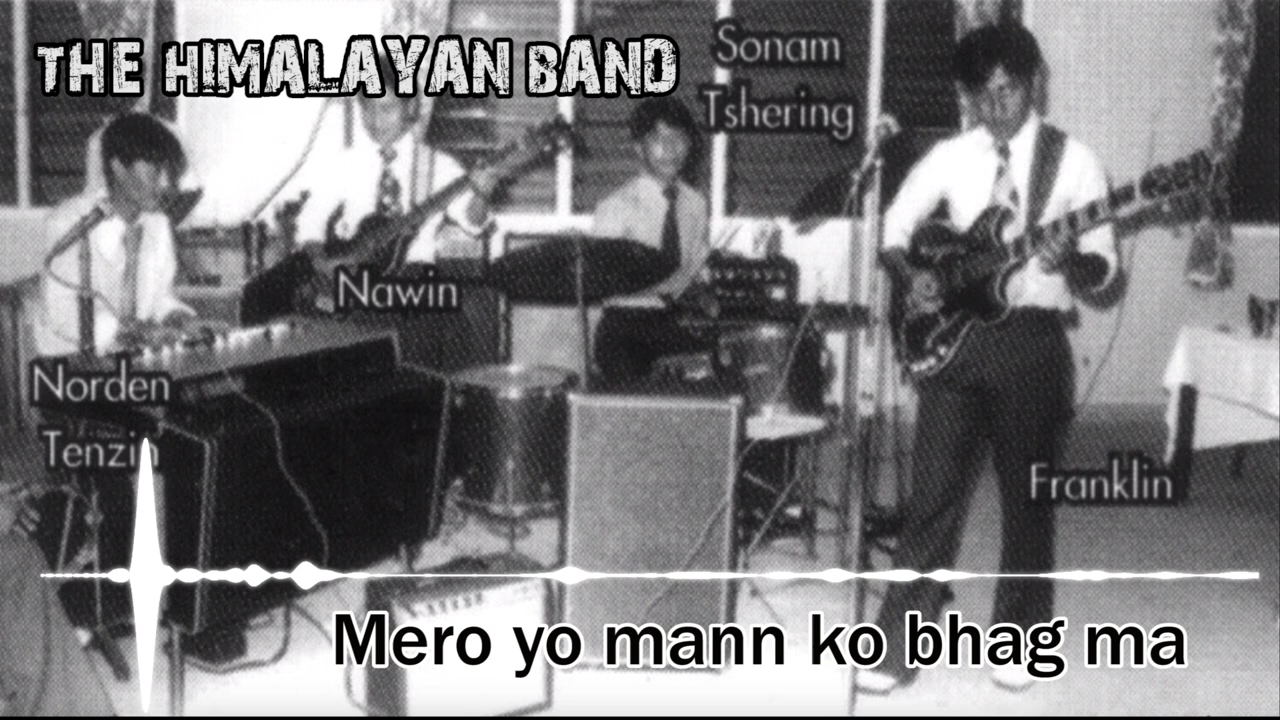 THE HIMALAYAN BAND
Sonam
Tshering
Nawin
Norden
Tenzin
Franklin
Mero yo mann ko bhag ma